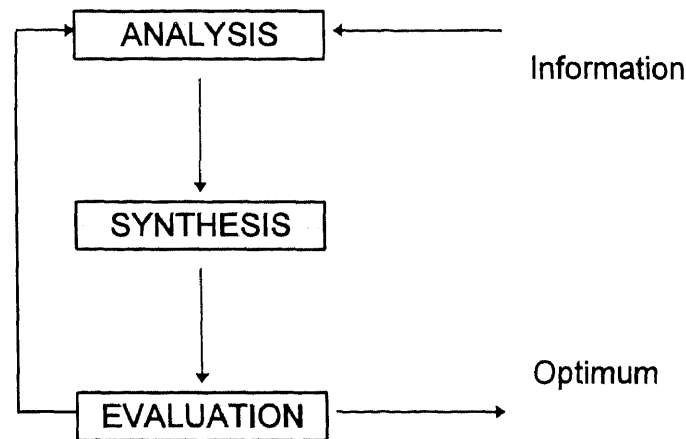 ANALYSIS
Information
SYNTHESIS
Optimum
EVALUATION